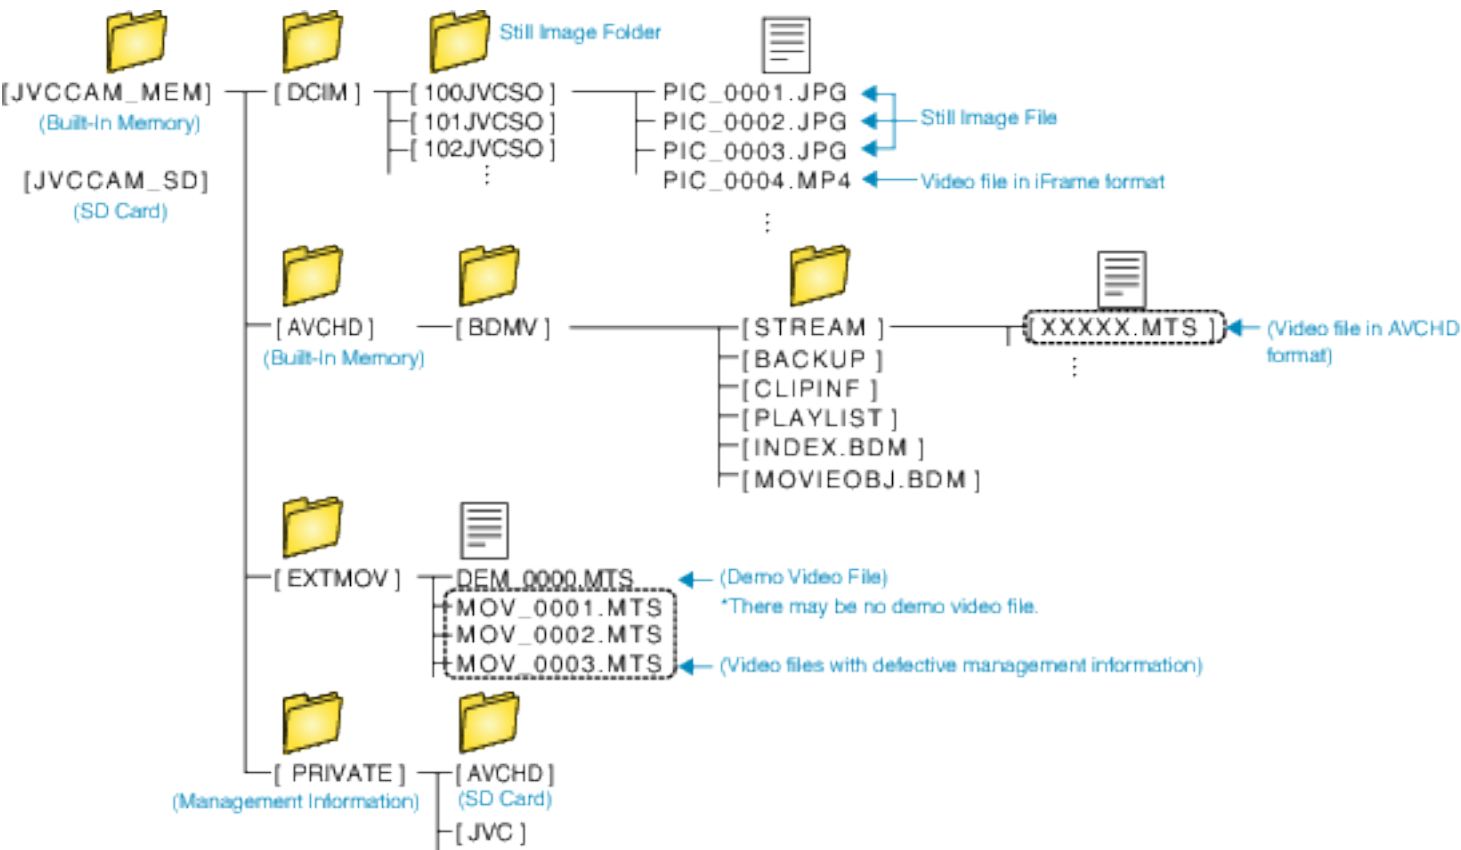 Still Image Folder
[JVCCAM_MEM] [DCIM] [100JVCSO] PIC_0001.JPG
(Built-In Memory) [101JVCSO] PIC_0002.JPG Still Image File
[102JVCSO] PIC_0003.JPG
[JVCCAM_SD] PIC_0004.MP4 Video file in iFrame format
(SD Card)
[AVCHD] [BDMV] [STREAM] [XXXXX.MTS] (Video file in AVCHD
(Built-In Memory) [BACKUP] format)
[CLIPINF]
[PLAYLIST]
[INDEX.BDM]
[MOVIEOBJ.BDM]
[EXTMOV] DEM_0000.MTS (Demo Video File)
MOV_0001.MTS *There may be no demo video file.
MOV_0002.MTS
MOV_0003.MTS (Video files with defective management information)
[PRIVATE] [AVCHD]
(Management Information) (SD Card)
[JVC]